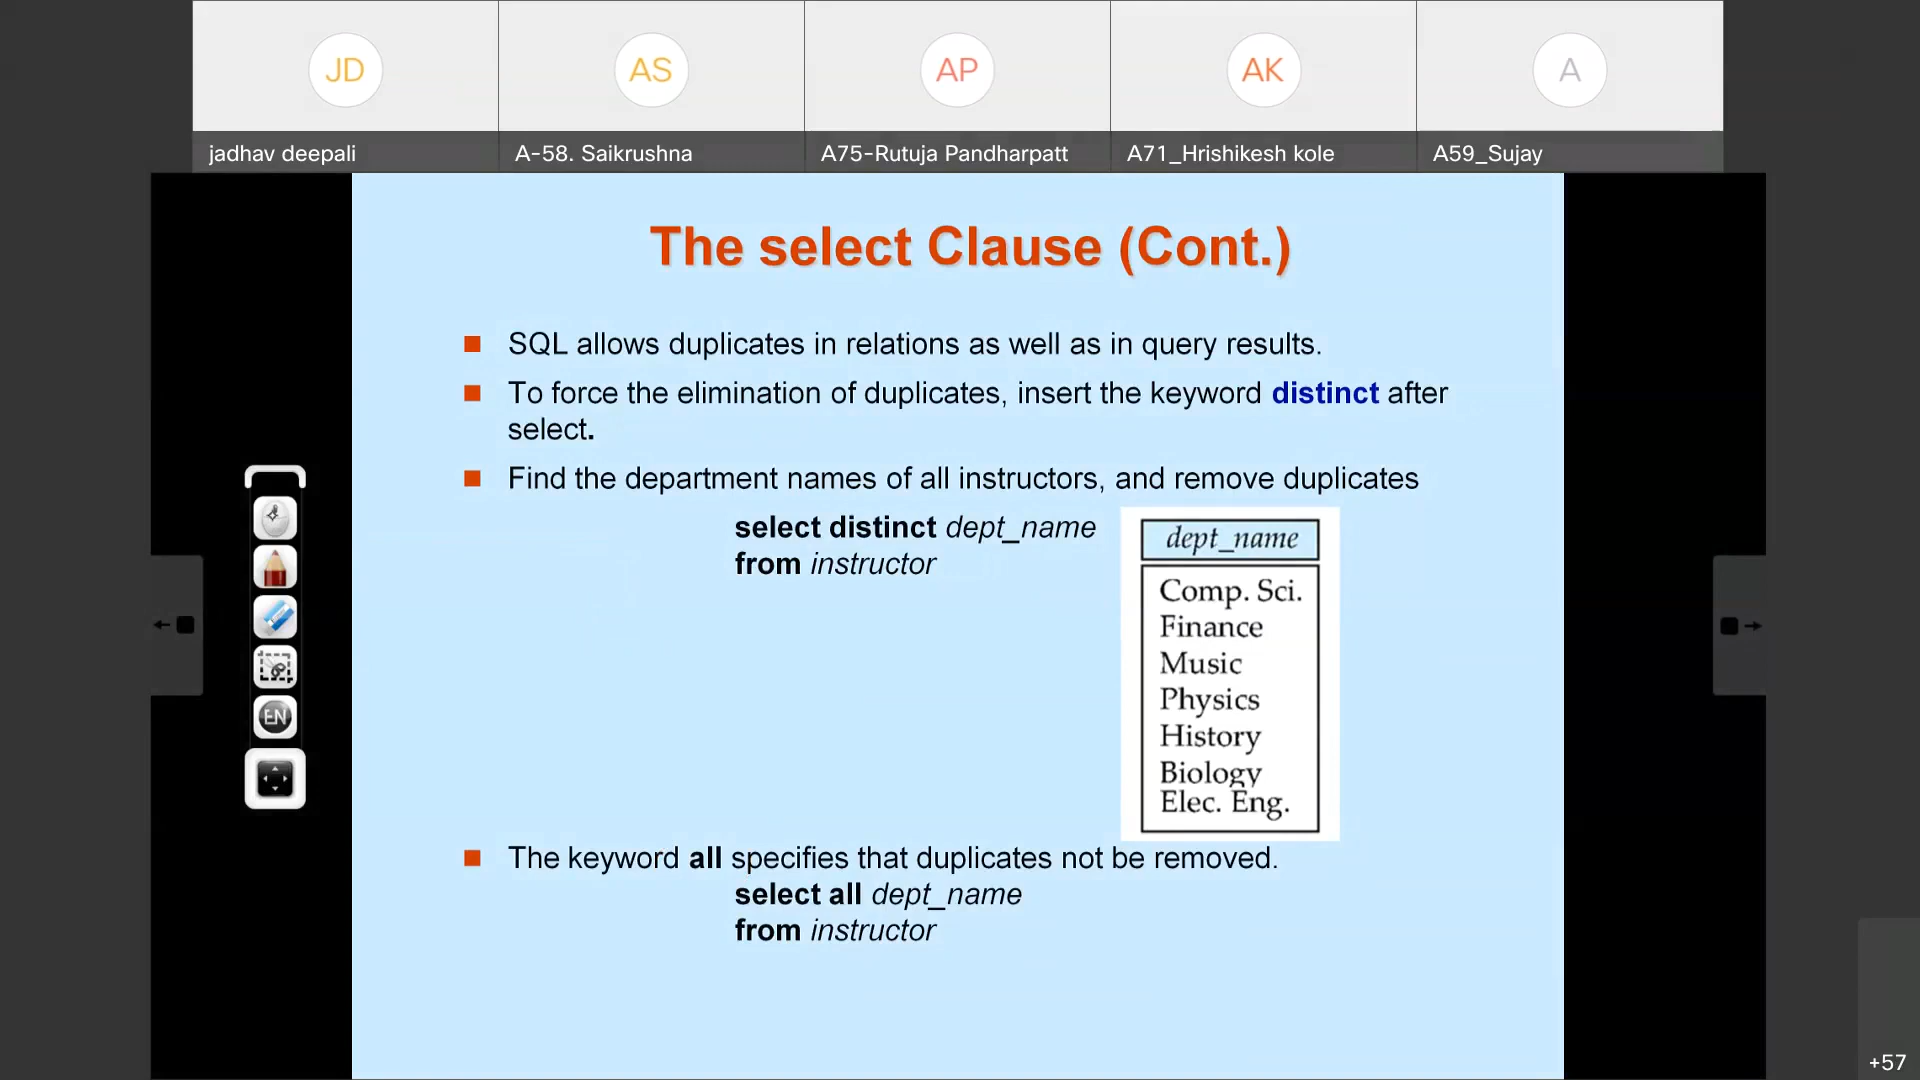 JD
AS
AP
AK
A
jadhav deepali
A-58. Saikrushna
A75-Rutuja Pandharpatt
A71_Hrishikesh kole
A59_Sujay
The select Clause (Cont.)
SQL allows duplicates in relations as well as in query results.
To force the elimination of duplicates, insert the keyword distinct after
select.
Find the department names of all instructors, and remove duplicates
select distinct dept_name
from instructor
dept_name
Comp. Sci.
Finance
Music
Physics
History
Biology
Elec. Eng.
The keyword all specifies that duplicates not be removed.
select all dept_name
from instructor
EN
+57